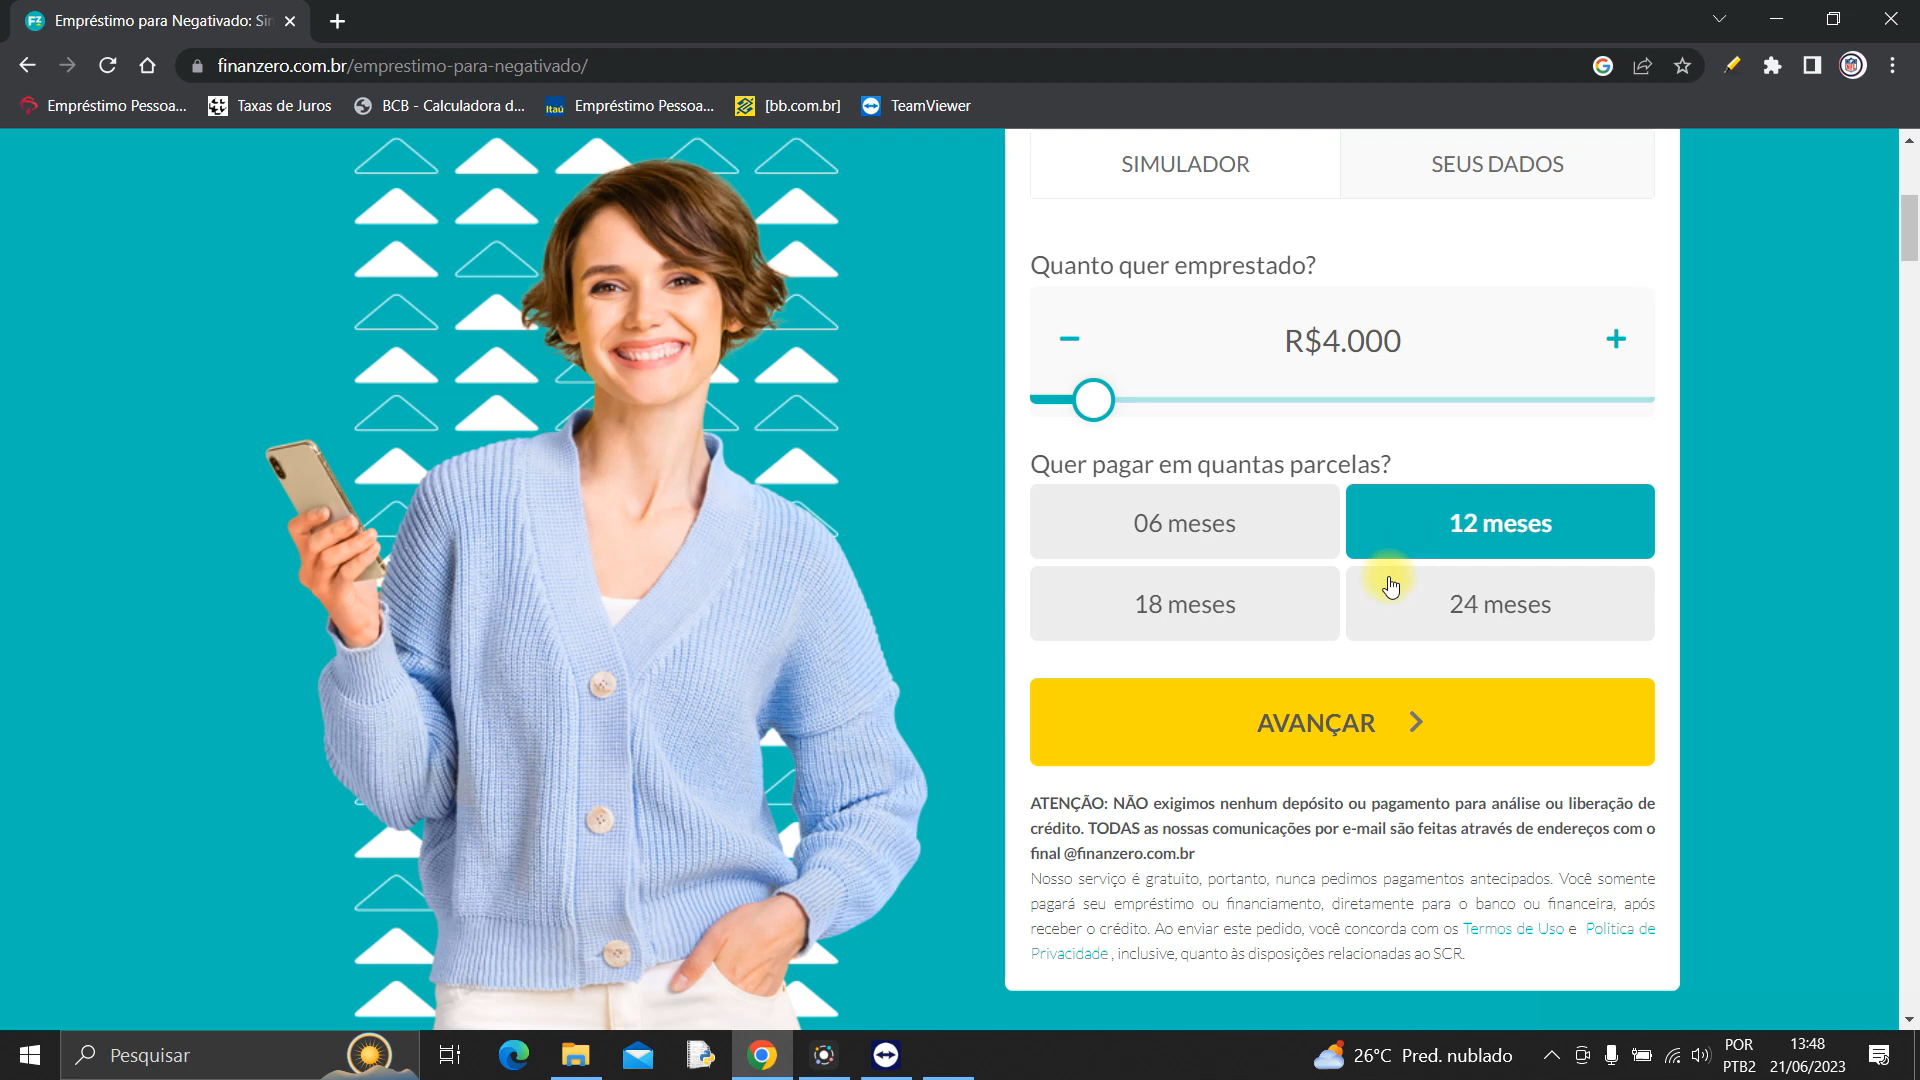 FZ Empréstimo para Negativado: Sim
finanzero.com.br/emprestimo-para-negativado/
Empréstimo Pessoa... Taxas de Juros BCB - Calculadora d... Itaú Empréstimo Pessoa... [bb.com.br] TeamViewer
SIMULADOR SEUS DADOS
Quanto quer emprestado?
− R$4.000 +
Quer pagar em quantas parcelas?
06 meses 12 meses
18 meses 24 meses
AVANÇAR
ATENÇÃO: NÃO exigimos nenhum depósito ou pagamento para análise ou liberação de
crédito. TODAS as nossas comunicações por e-mail são feitas através de endereços com o
final @finanzero.com.br
Nosso serviço é gratuito, portanto, nunca pedimos pagamentos antecipados. Você somente
pagará seu empréstimo ou financiamento, diretamente para o banco ou financeira, após
receber o crédito. Ao enviar este pedido, você concorda com os Termos de Uso e Política de
Privacidade , inclusive, quanto às disposições relacionadas ao SCR.
Pesquisar 26°C Pred. nublado POR 13:48
PTB2 21/06/2023